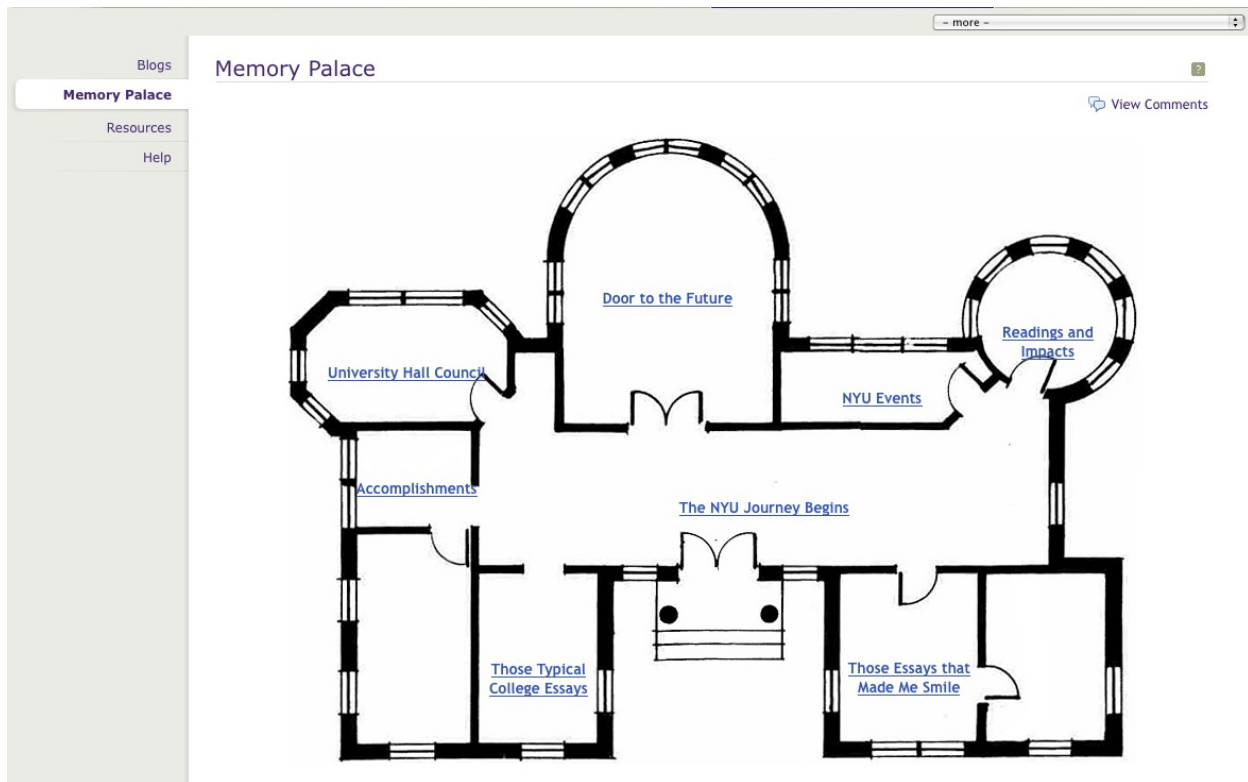 – more –
Blogs
Memory Palace
Resources
Help
Memory Palace
?
View Comments
Door to the Future
Readings and
Impacts
University Hall Council
NYU Events
Accomplishments
The NYU Journey Begins
Those Typical
College Essays
Those Essays that
Made Me Smile